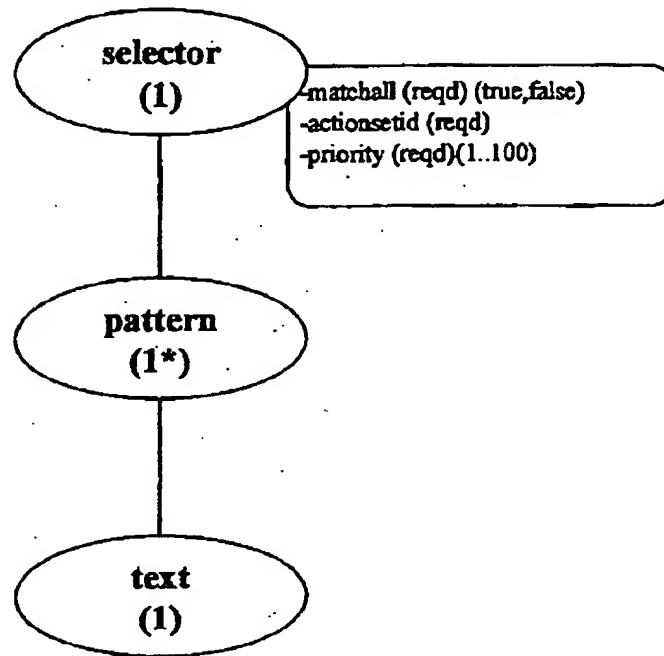 selector
(1)
-matchall (reqd) (true,false)
-actionsetid (reqd)
-priority (reqd)(1..100)
pattern
(1*)
text
(1)